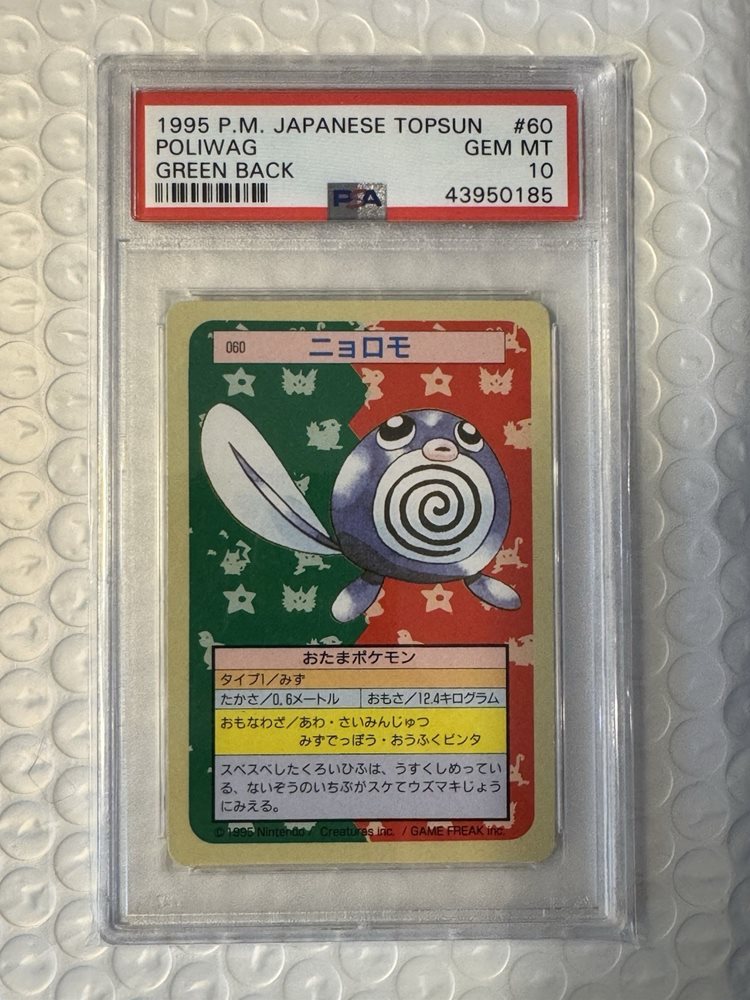 1995 P.M. JAPANESE TOPSUN #60
POLIWAG GEM MT
GREEN BACK 10
PSA 43950185
060 ニョロモ
おたまポケモン
タイプ1/みず
たかさ/0.6メートル おもさ/12.4キログラム
おもなわざ/あわ・さいみんじゅつ
みずでっぽう・おうふくビンタ
スベスベしたくろいひふは、うすくしめってい
る、ないぞうのいちぶがスケてウズマキじょう
にみえる。
© 1995 Nintendo / Creatures inc. / GAME FREAK inc.